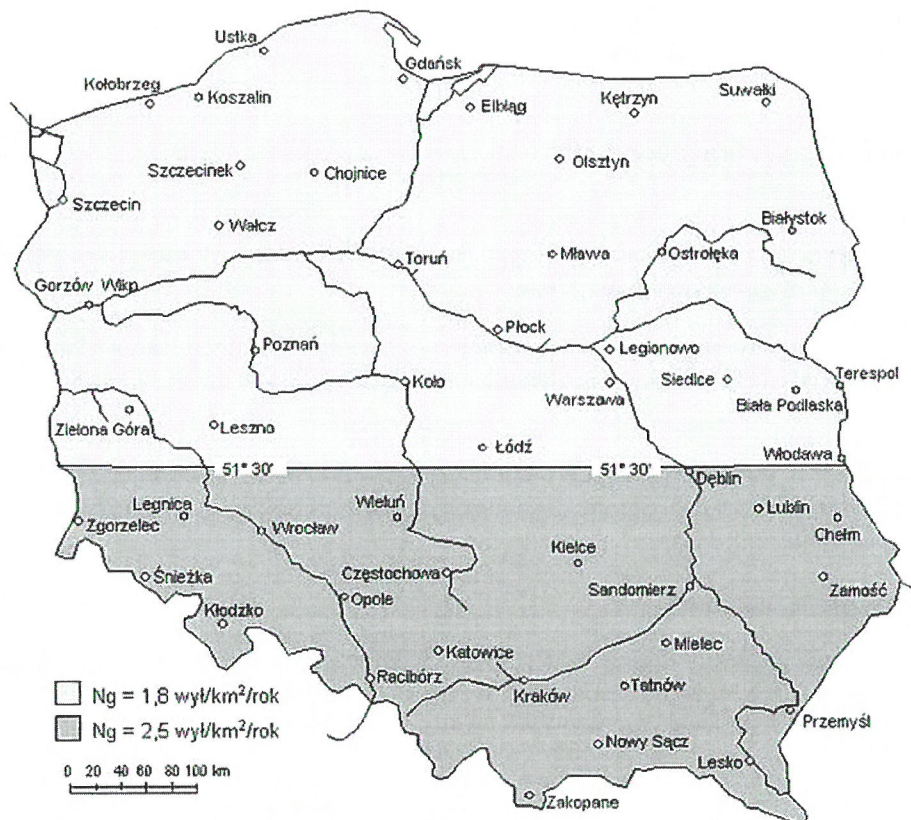 Ustka
Gdańsk
Kołobrzeg
Koszalin
Elbląg
Kętrzyn
Suwałki
Szczecinek
Chojnice
Olsztyn
Szczecin
Wałcz
Białystok
Toruń
Mława
Ostrołęka
Gorzów Wlkp
Płock
Poznań
Legionowo
Koło
Siedlce
Terespol
Warszawa
Biała Podlaska
Zielona Góra
Leszno
Łódź
Włodawa
51° 30'
51° 30'
Dęblin
Legnica
Wieluń
Lublin
Zgorzelec
Wrocław
Chełm
Kielce
Śnieżka
Częstochowa
Sandomierz
Zamość
Opole
Kłodzko
Mielec
Katowice
Racibórz
Kraków
Tatnów
Ng = 1,8 wył/km²/rok
Ng = 2,5 wył/km²/rok
Przemyśl
Nowy Sącz
Lesko
0 20 40 60 80 100 km
Zakopane